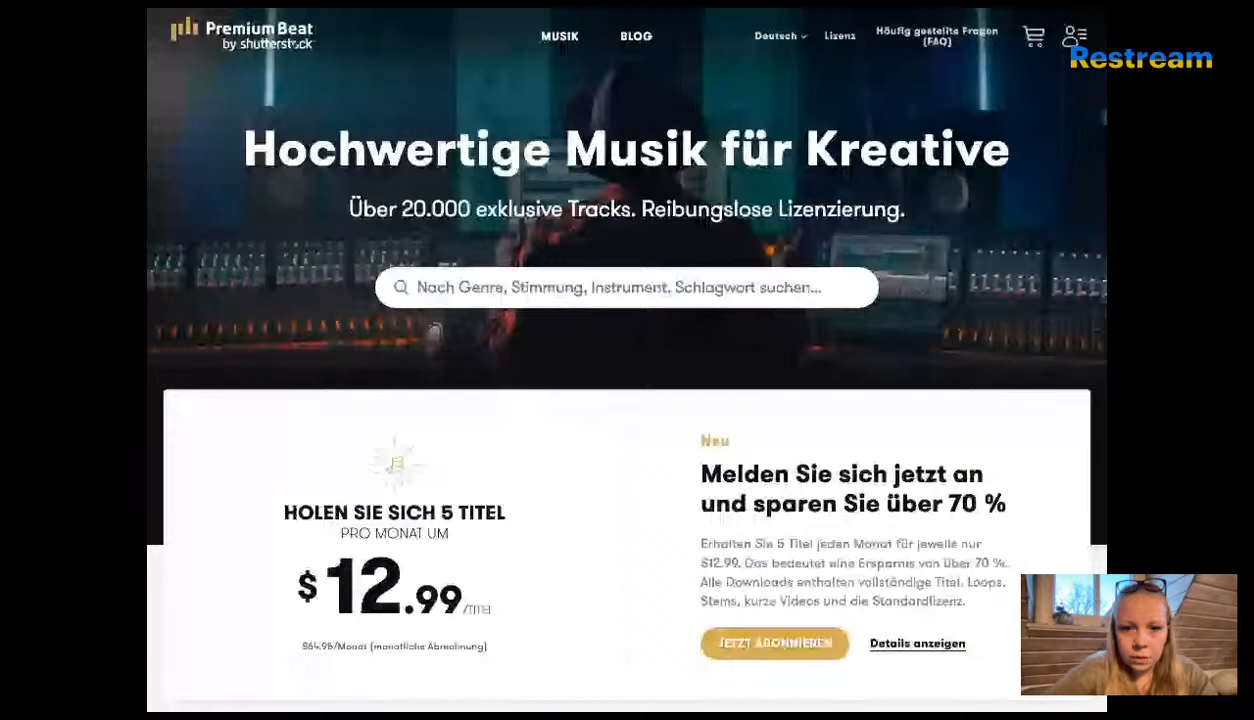 Premium Beat
by shutterstock
MUSIK
BLOG
Deutsch
Lizenz
Häufig gestellte Fragen
(FAQ)
Restream
Hochwertige Musik für Kreative
Über 20.000 exklusive Tracks. Reibungslose Lizenzierung.
Nach Genre, Stimmung, Instrument, Schlagwort suchen...
HOLEN SIE SICH 5 TITEL
PRO MONAT UM
$12.99/TITEL
$64.95/Monat (monatliche Abrechnung)
Neu
Melden Sie sich jetzt an
und sparen Sie über 70 %
Erhalten Sie 5 Titel jeden Monat für jeweils nur
$12.99. Das bedeutet eine Ersparnis von über 70 %.
Alle Downloads enthalten vollständige Titel, Loops,
Stems, kurze Videos und die Standardlizenz.
JETZT ABONNIEREN
Details anzeigen